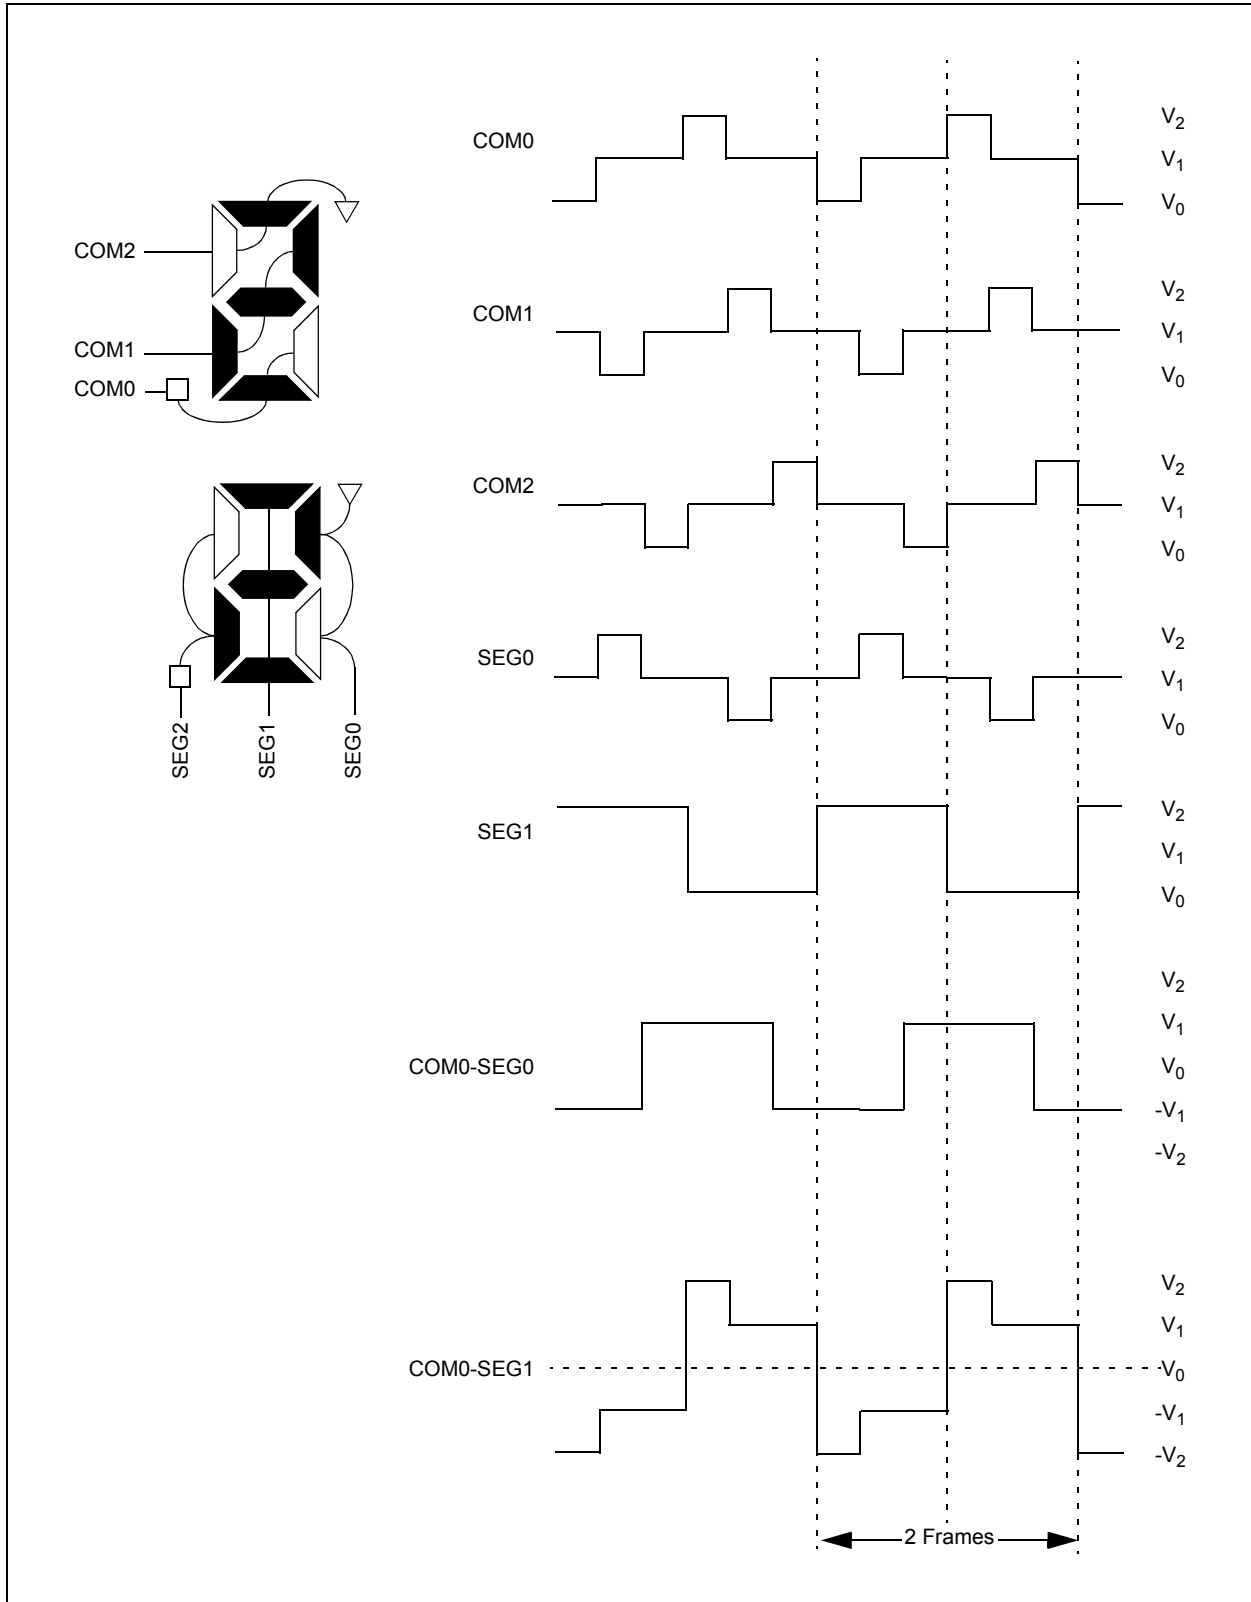 COM2
COM1
COM0
SEG2
SEG1
SEG0
COM0
V2
V1
V0
COM1
V2
V1
V0
COM2
V2
V1
V0
SEG0
V2
V1
V0
SEG1
V2
V1
V0
COM0-SEG0
V2
V1
V0
-V1
-V2
COM0-SEG1
V2
V1
V0
-V1
-V2
2 Frames